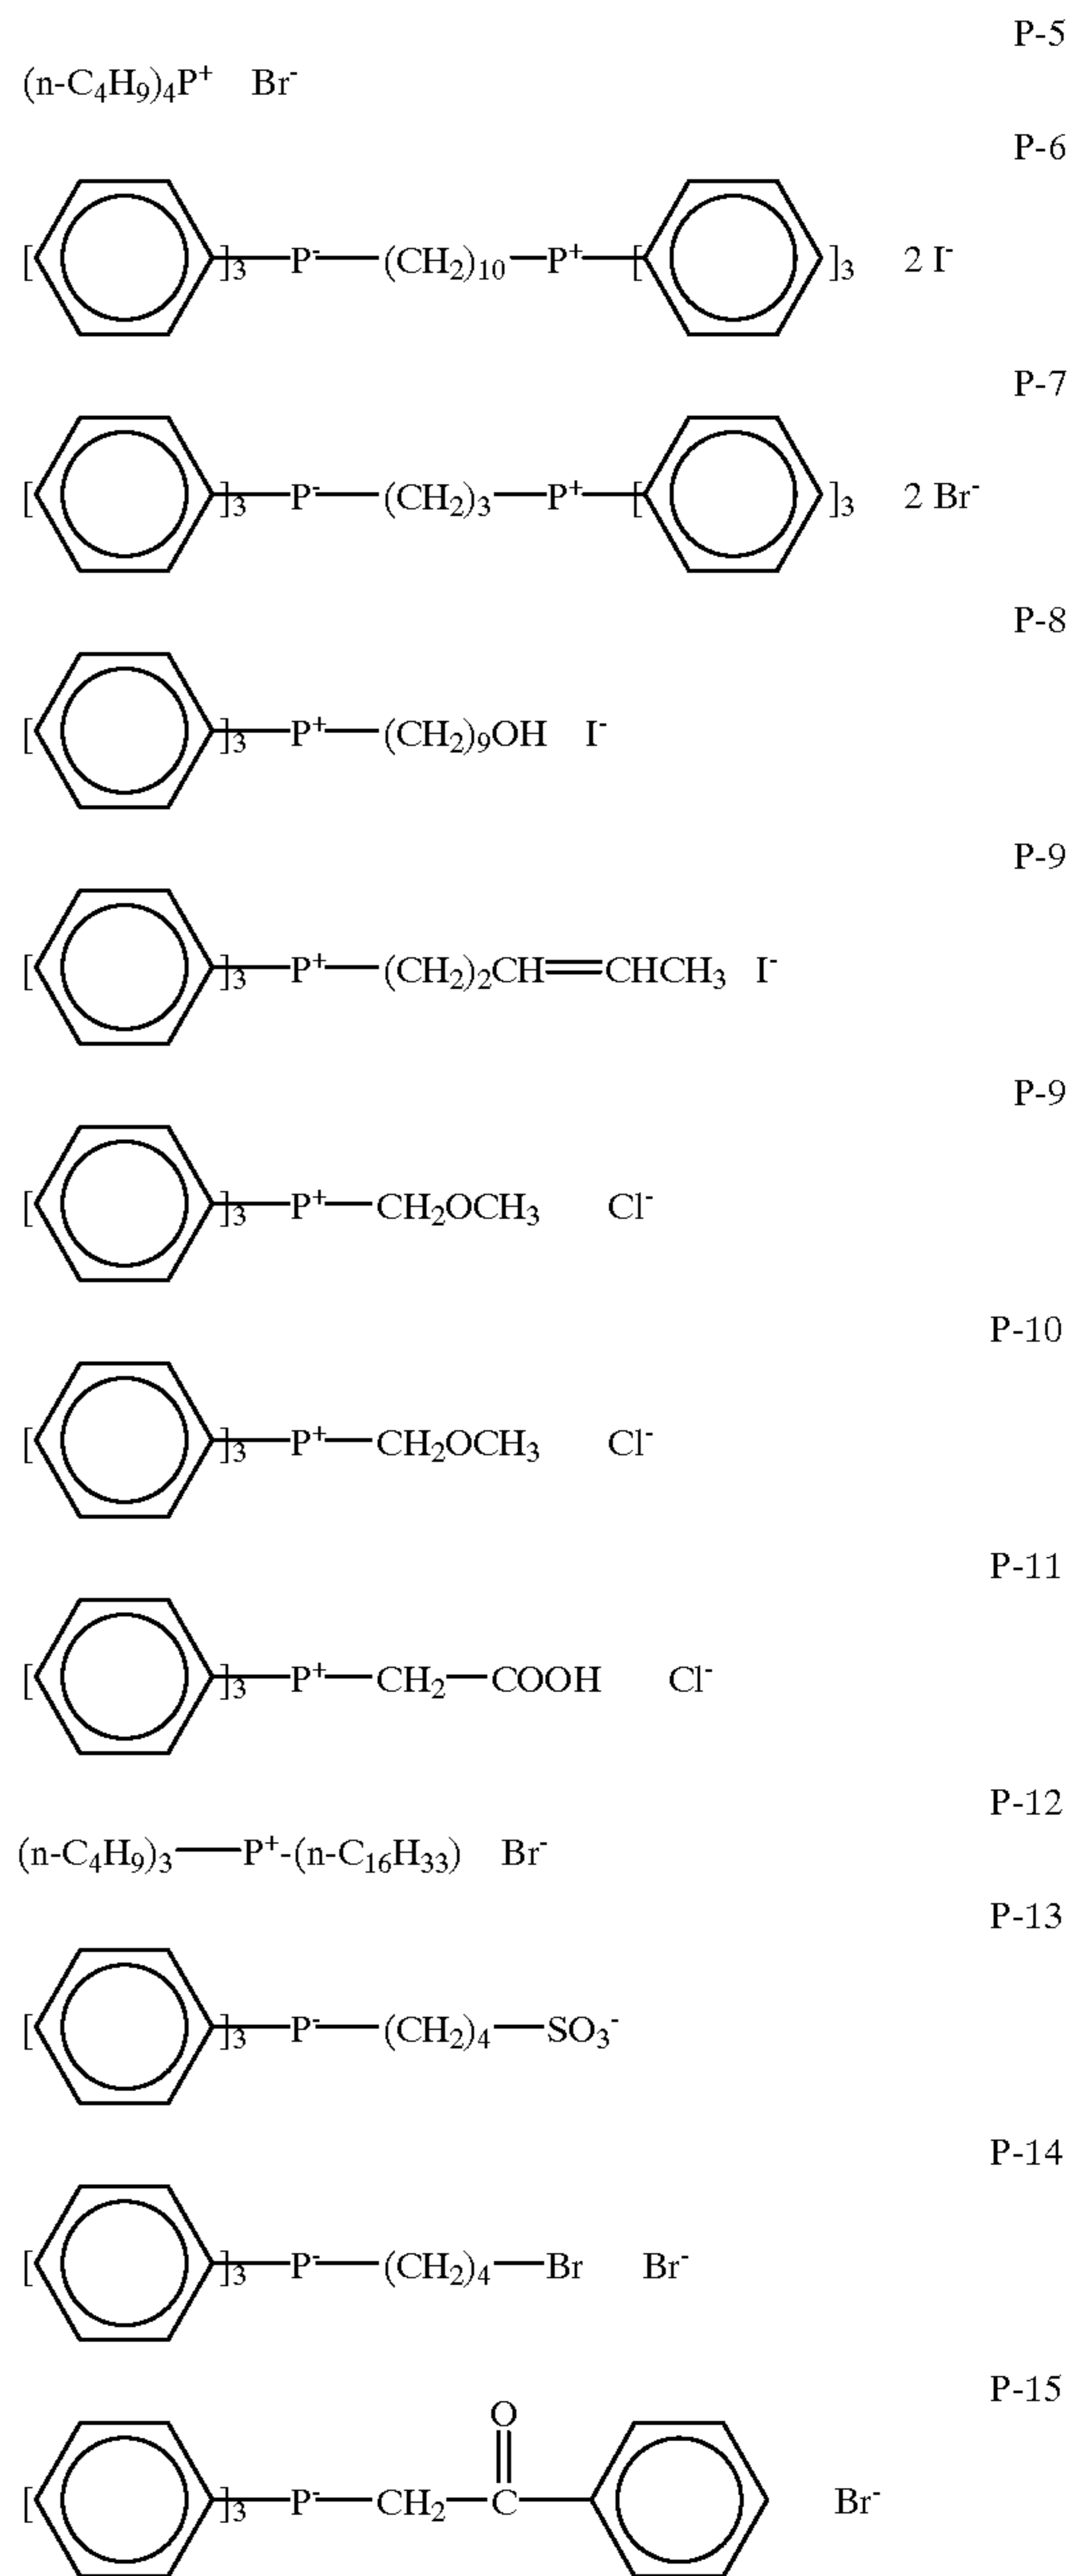 P-5
(n-C₄H₉)₄P⁺ Br⁻
P-6
[ ]₃—P⁻—(CH₂)₁₀—P⁺—[ ]₃ 2 I⁻
P-7
[ ]₃—P⁻—(CH₂)₃—P⁺—[ ]₃ 2 Br⁻
P-8
[ ]₃—P⁺—(CH₂)₉OH I⁻
P-9
[ ]₃—P⁺—(CH₂)₂CH=CHCH₃ I⁻
P-9
[ ]₃—P⁺—CH₂OCH₃ Cl⁻
P-10
[ ]₃—P⁺—CH₂OCH₃ Cl⁻
P-11
[ ]₃—P⁺—CH₂—COOH Cl⁻
P-12
(n-C₄H₉)₃—P⁺-(n-C₁₆H₃₃) Br⁻
P-13
[ ]₃—P⁻—(CH₂)₄—SO₃⁻
P-14
[ ]₃—P⁻—(CH₂)₄—Br Br⁻
P-15
O
[ ]₃—P⁻—CH₂—C— Br⁻